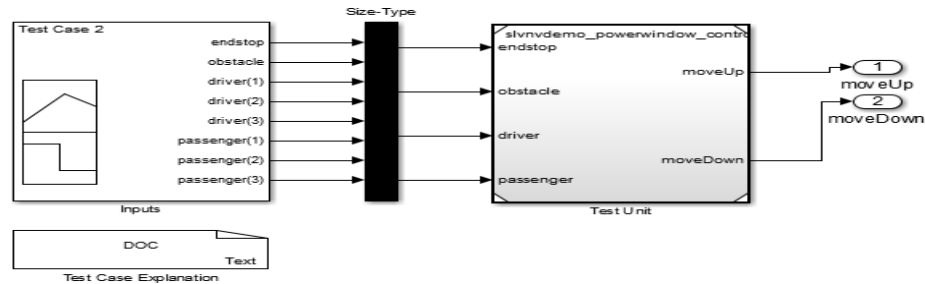 Size-Type
Test Case 2
endstop
obstacle
driver(1)
driver(2)
driver(3)
passenger(1)
passenger(2)
passenger(3)
Inputs
slvnvdemo_powerwindow_contro
endstop
obstacle
driver
passenger
moveUp
moveDown
Test Unit
1
moveUp
2
moveDown
DOC
Text
Test Case Explanation